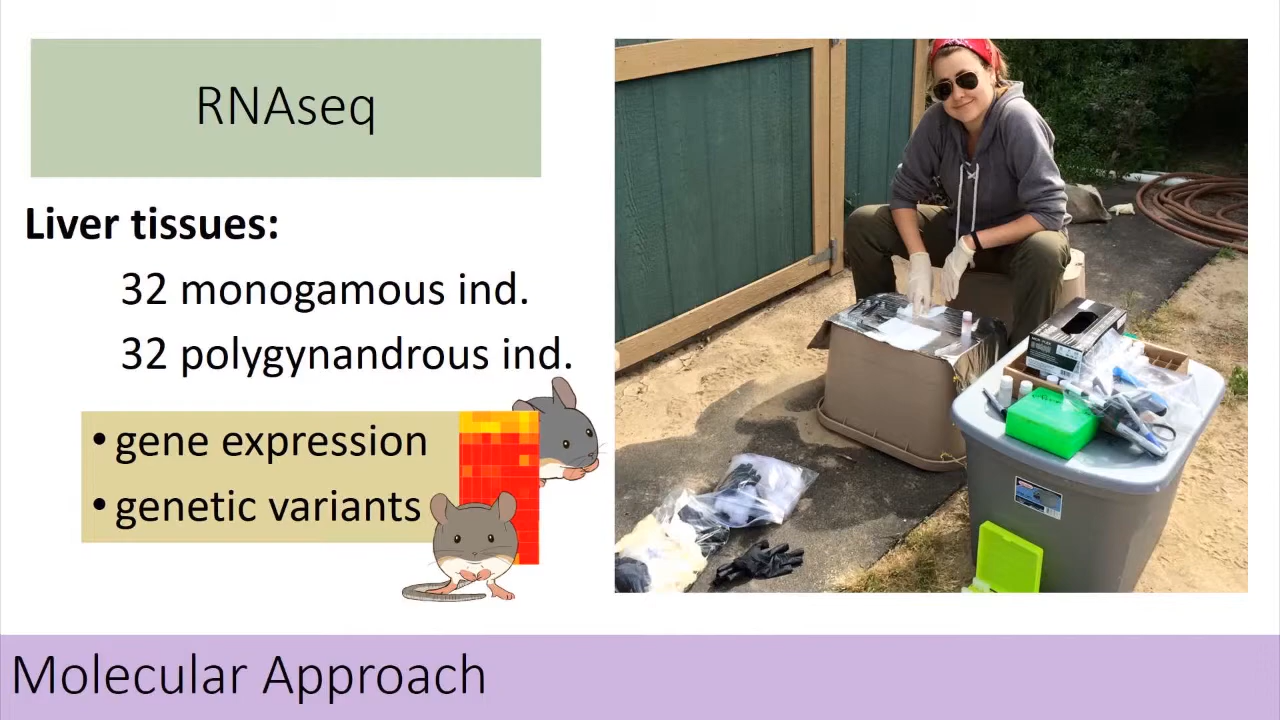 RNAseq
Liver tissues:
32 monogamous ind.
32 polygynandrous ind.
• gene expression
• genetic variants
Molecular Approach